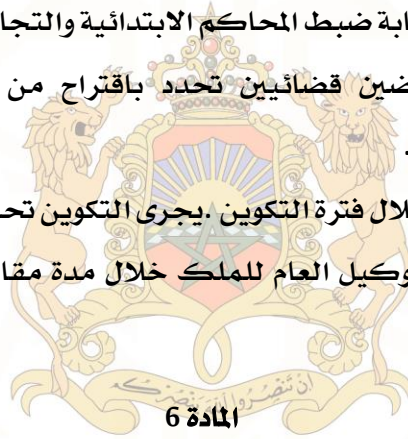 ابة ضبط المحاكم الابتدائية والتجا
ضين قضائيين تحدد باقتراح من
.
لال فترة التكوين .يجرى التكوين تح
وكيل العام للملك خلال مدة مقا
ان تنصروا الله ينصركم
المادة 6